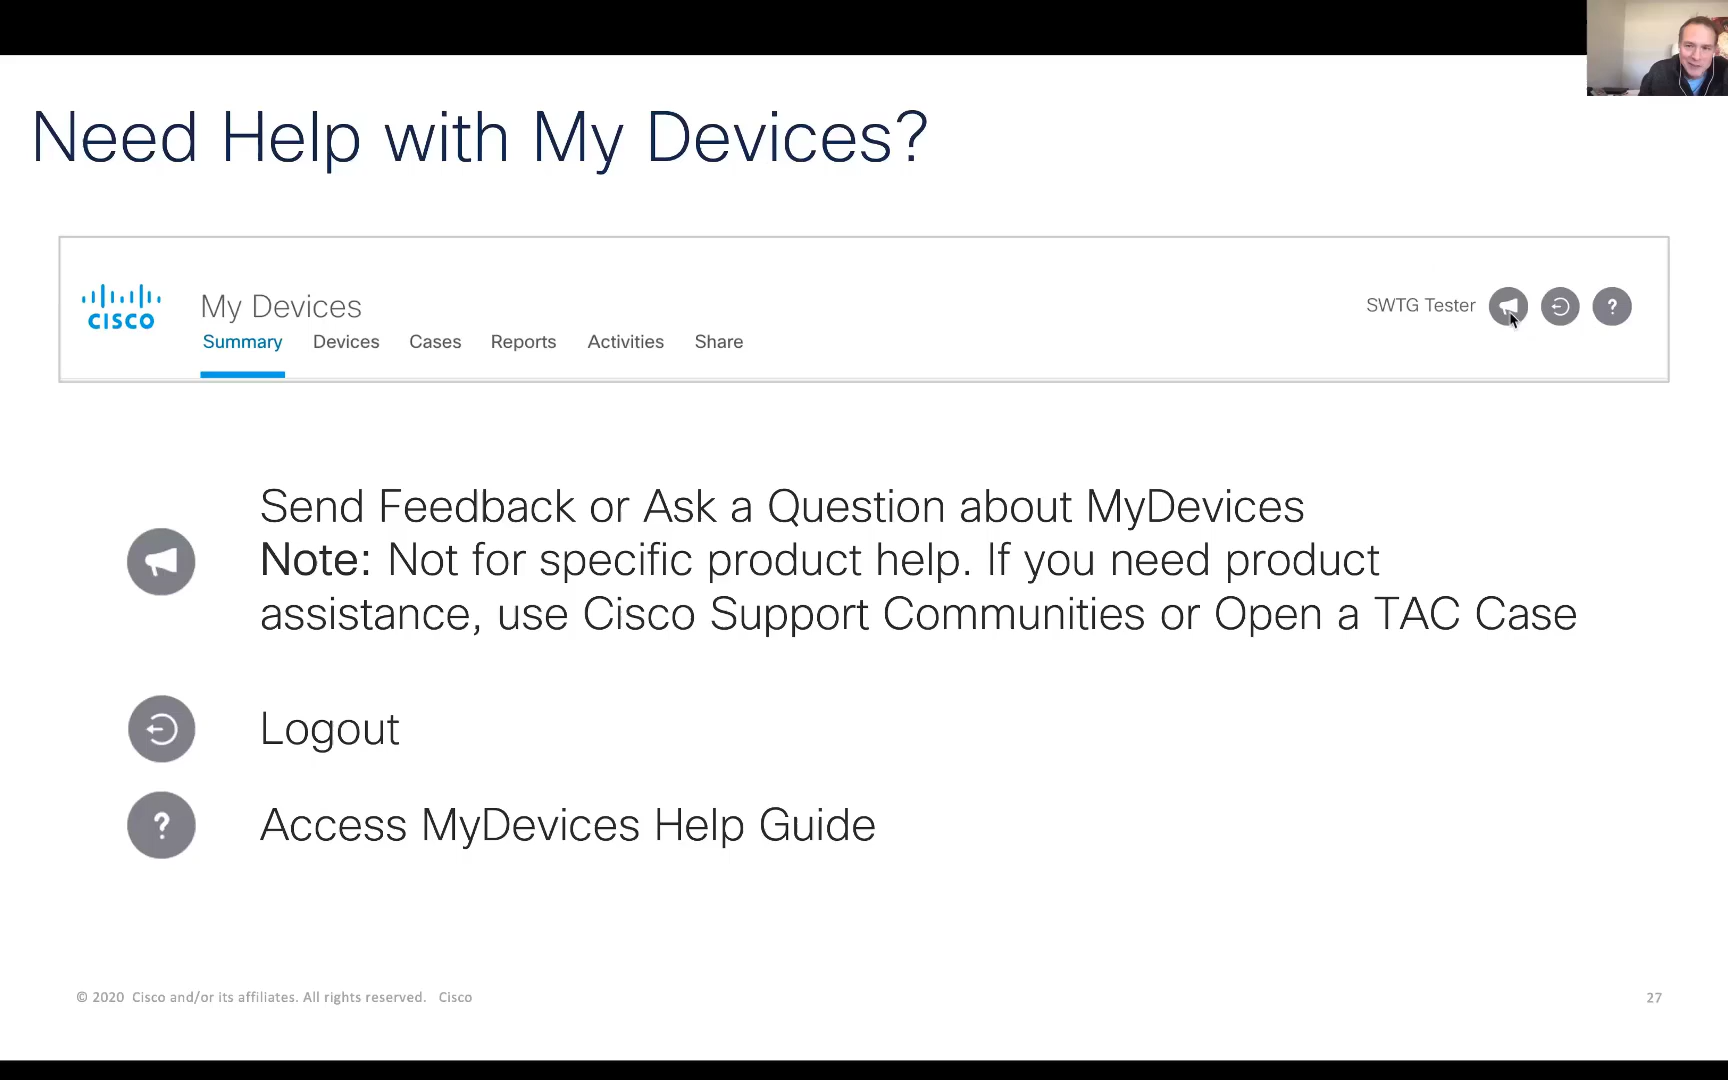 Need Help with My Devices?
CISCO
My Devices
SWTG Tester
?
Summary Devices Cases Reports Activities Share
Send Feedback or Ask a Question about MyDevices
Note: Not for specific product help. If you need product
assistance, use Cisco Support Communities or Open a TAC Case
Logout
? Access MyDevices Help Guide
© 2020 Cisco and/or its affiliates. All rights reserved. Cisco
27